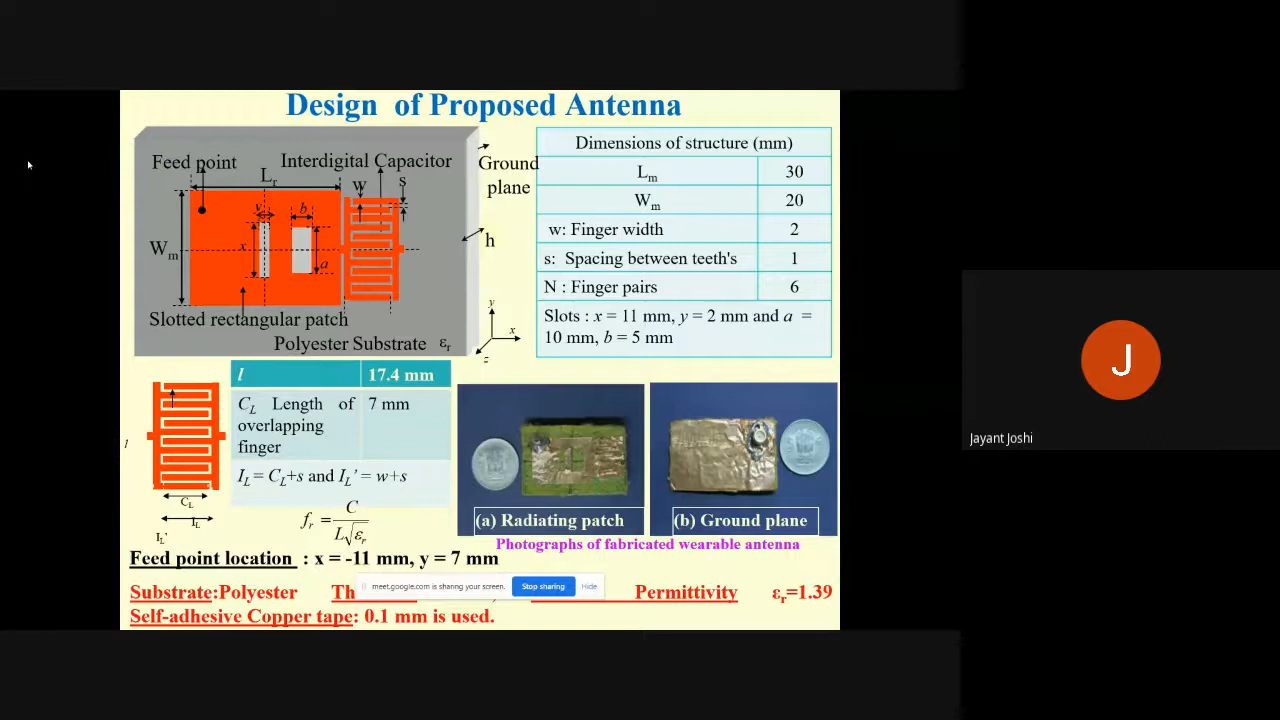 Design of Proposed Antenna
Feed point
Interdigital Capacitor
Ground
plane
L_r
w
s
y
b
W_m
x
a
h
Slotted rectangular patch
Polyester Substrate ε_r
y
x
z
Dimensions of structure (mm)
L_m 30
W_m 20
w: Finger width 2
s: Spacing between teeth's 1
N : Finger pairs 6
Slots : x = 11 mm, y = 2 mm and a =
10 mm, b = 5 mm
l
C_L
I_L
I_L'
l 17.4 mm
C_L Length of 7 mm
overlapping
finger
I_L = C_L+s and I_L' = w+s
f_r = C / L√ε_r
(a) Radiating patch
(b) Ground plane
Photographs of fabricated wearable antenna
Feed point location : x = -11 mm, y = 7 mm
meet.google.com is sharing your screen. Stop sharing Hide
Substrate:Polyester Th Permittivity ε_r=1.39
Self-adhesive Copper tape: 0.1 mm is used.
J
Jayant Joshi